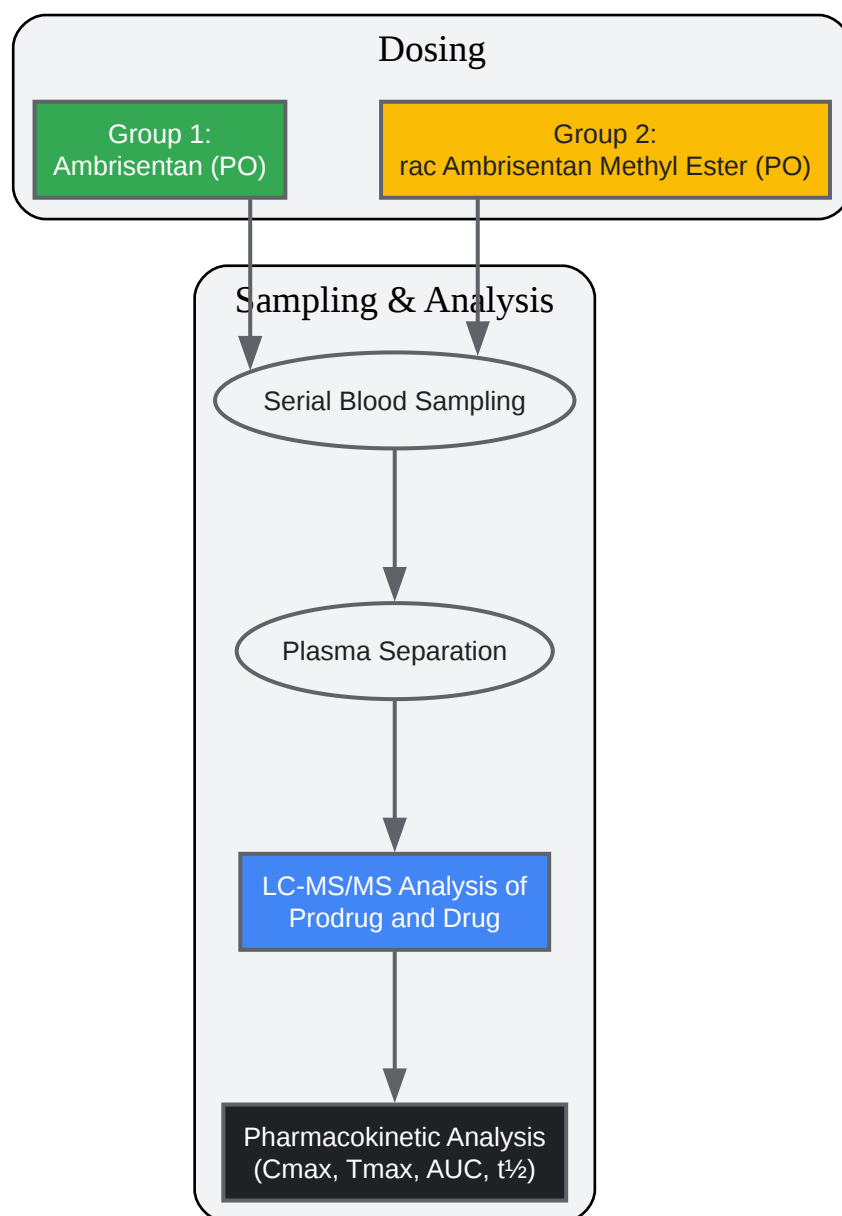 Dosing
Group 1:
Ambrisentan (PO)
Group 2:
rac Ambrisentan Methyl Ester (PO)
Sampling & Analysis
Serial Blood Sampling
Plasma Separation
LC-MS/MS Analysis of
Prodrug and Drug
Pharmacokinetic Analysis
(Cmax, Tmax, AUC, t½)